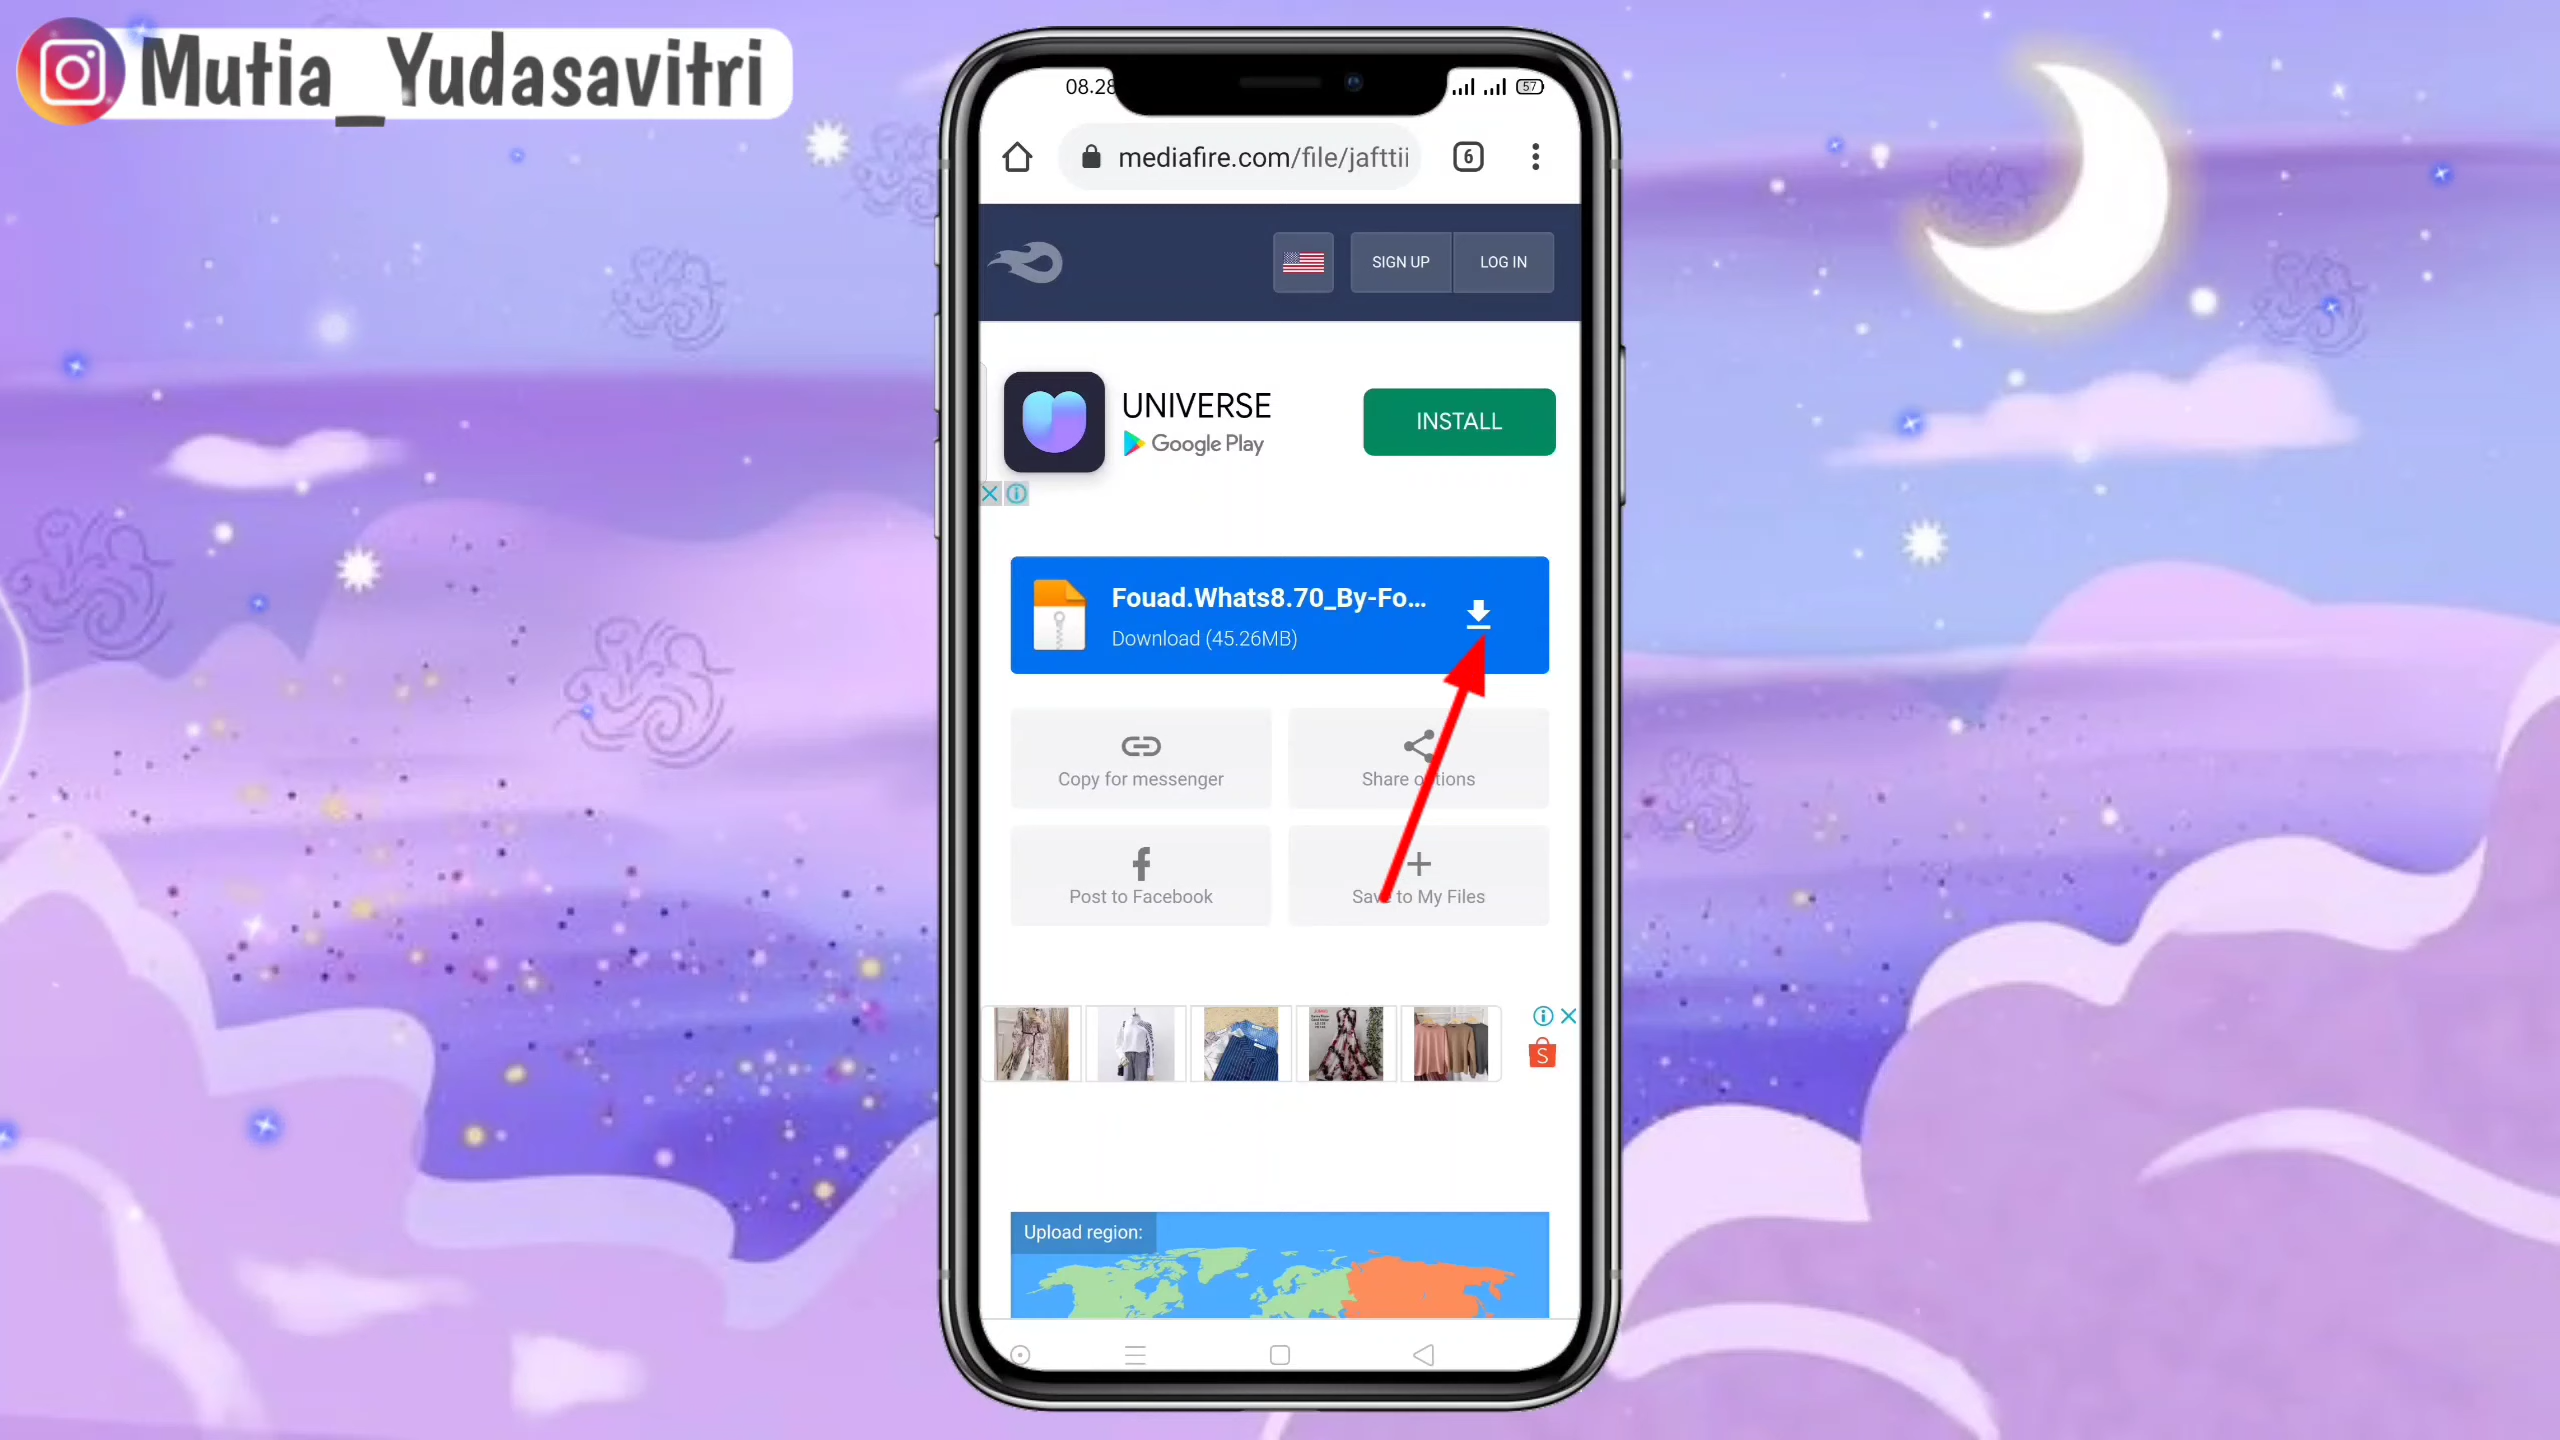 Mutia_Yudasavitri
08.28
57
mediafire.com/file/jafttii
6
SIGN UP
LOG IN
UNIVERSE
Google Play
INSTALL
Fouad.Whats8.70_By-Fo...
Download (45.26MB)
Copy for messenger
Share options
Post to Facebook
Save to My Files
S
Upload region: